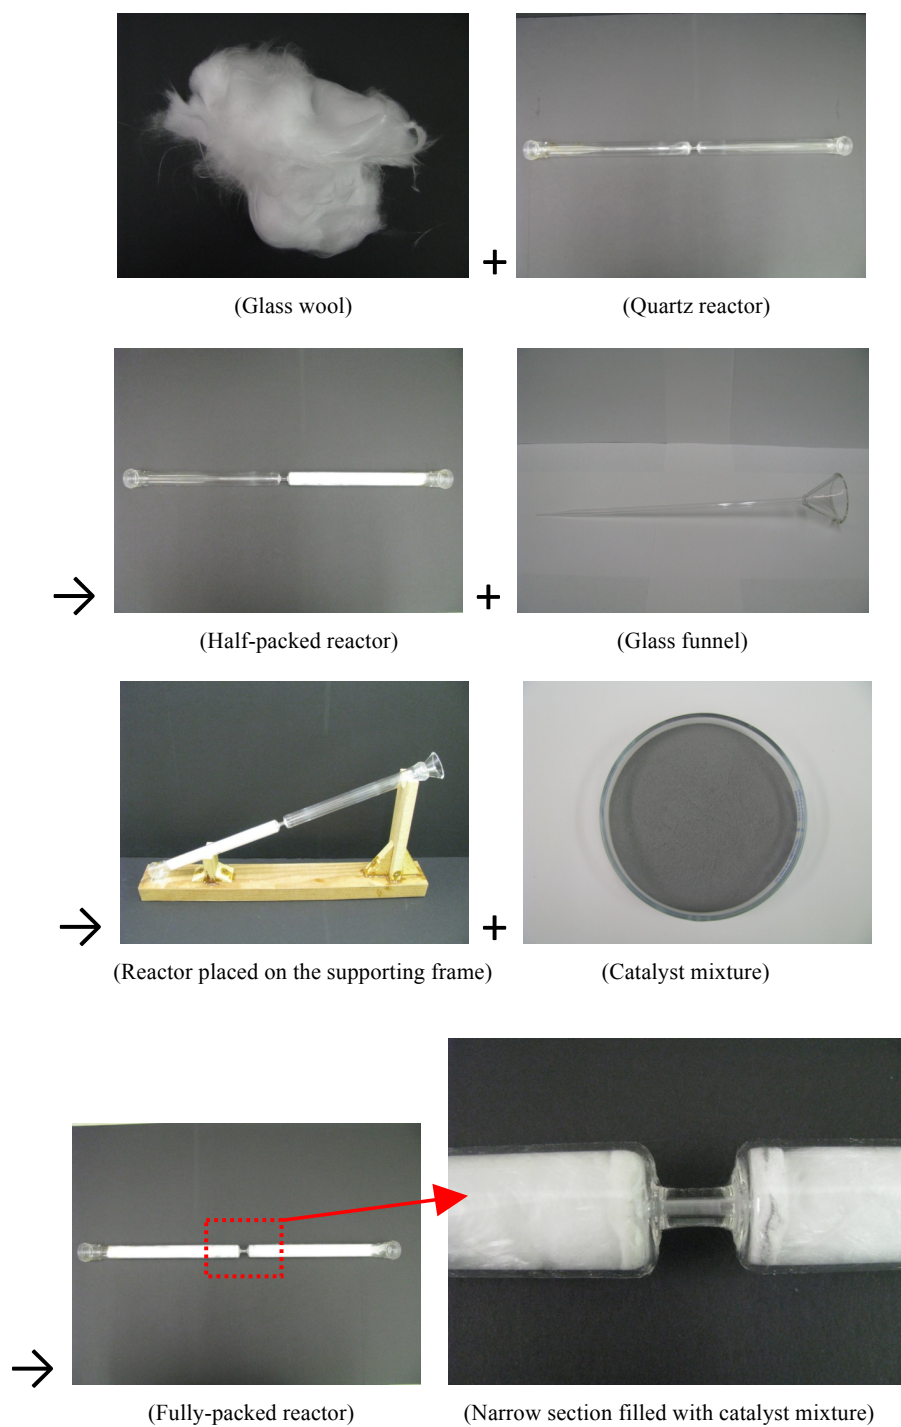 +
(Glass wool)
(Quartz reactor)
→
+
(Half-packed reactor)
(Glass funnel)
→
+
(Reactor placed on the supporting frame)
(Catalyst mixture)
→
(Fully-packed reactor)
(Narrow section filled with catalyst mixture)